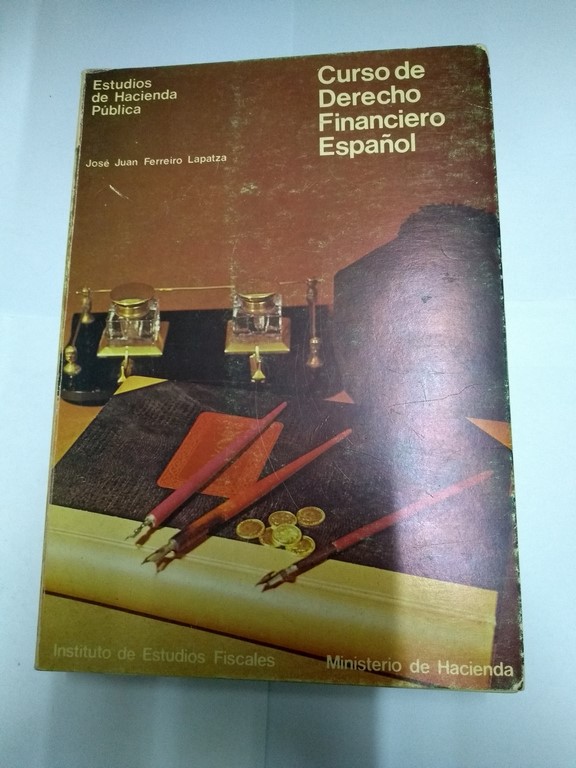 Estudios
de Hacienda
Pública
José Juan Ferreiro Lapatza
Curso de
Derecho
Financiero
Español
Instituto de Estudios Fiscales
Ministerio de Hacienda